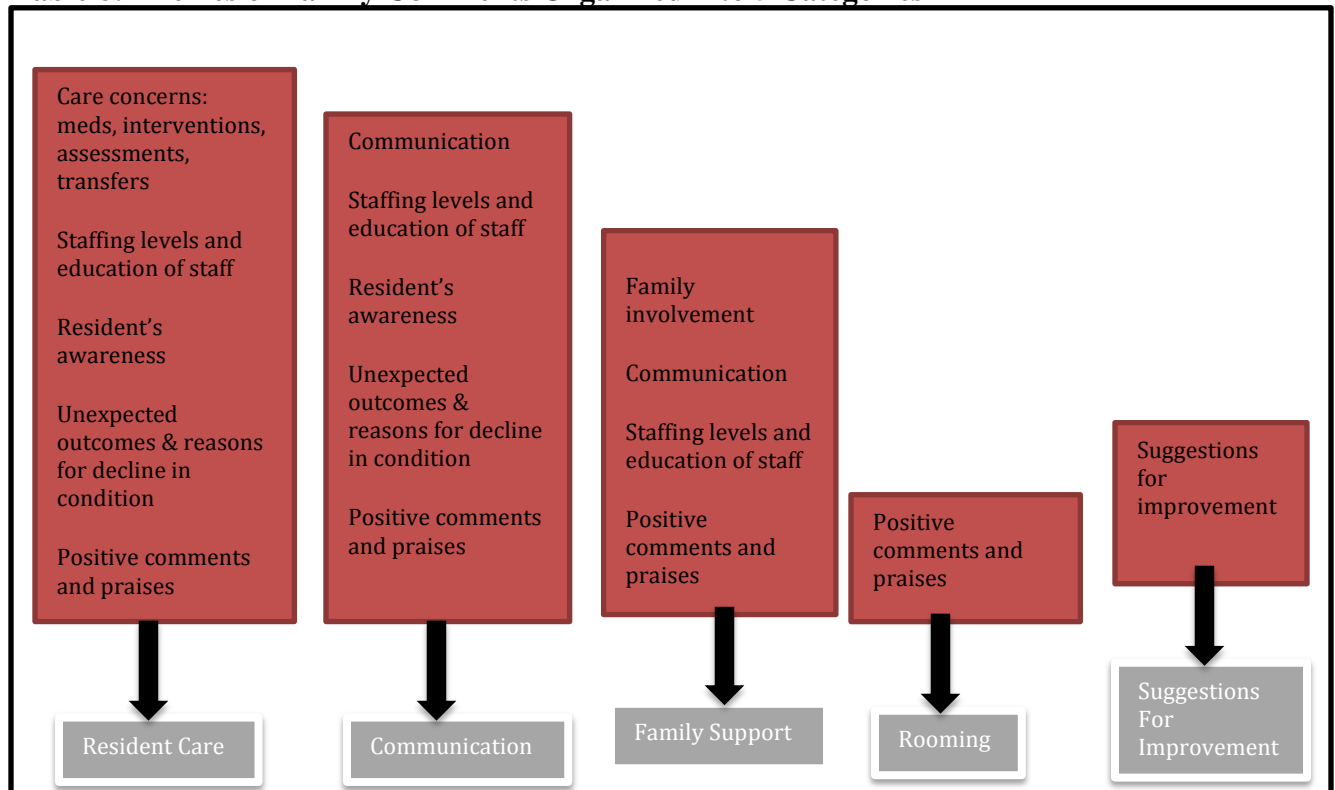 Care concerns:
meds, interventions,
assessments,
transfers
Staffing levels and
education of staff
Resident’s
awareness
Unexpected
outcomes & reasons
for decline in
condition
Positive comments
and praises
Communication
Staffing levels and
education of staff
Resident’s
awareness
Unexpected
outcomes &
reasons for decline
in condition
Positive comments
and praises
Family
involvement
Communication
Staffing levels and
education of staff
Positive
comments and
praises
Positive
comments and
praises
Suggestions
for
improvement
Resident Care
Communication
Family Support
Rooming
Suggestions
For
Improvement